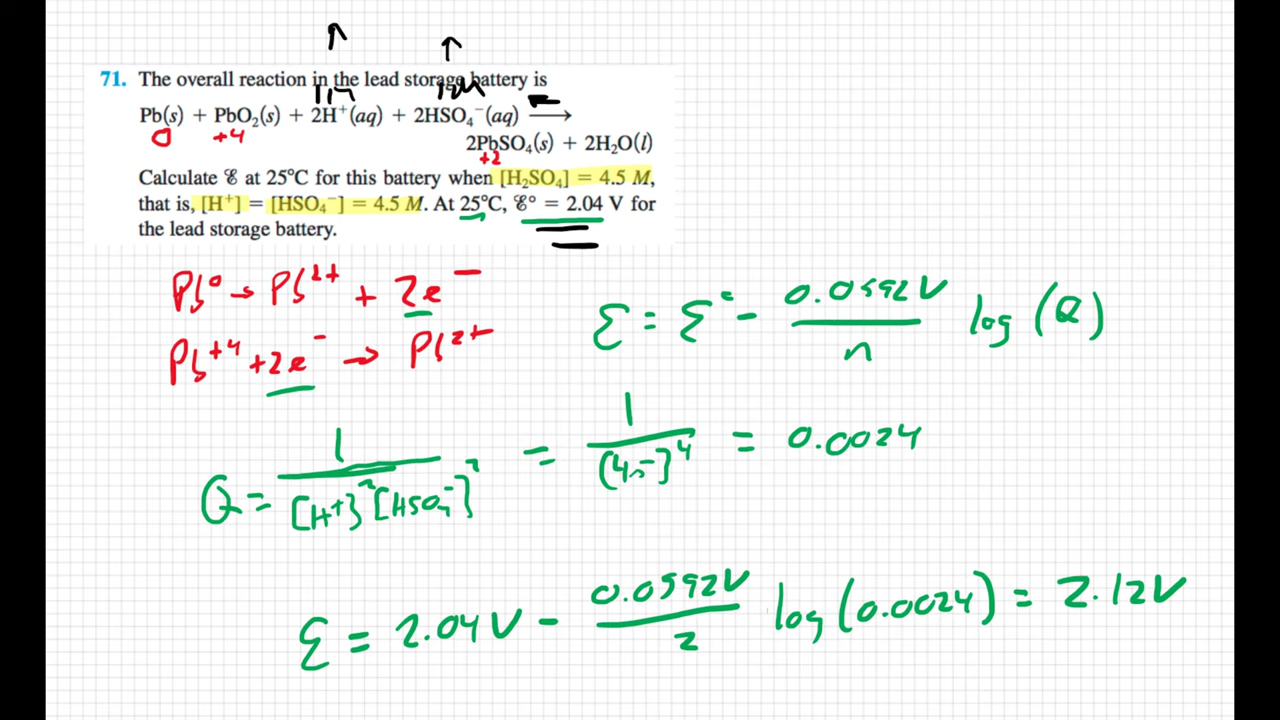 71. The overall reaction in the lead storage battery is
1M 1M
Pb(s) + PbO₂(s) + 2H⁺(aq) + 2HSO₄⁻(aq) ⟶
0 +4
2PbSO₄(s) + 2H₂O(l)
+2
Calculate ℰ at 25°C for this battery when [H₂SO₄] = 4.5 M,
that is, [H⁺] = [HSO₄⁻] = 4.5 M. At 25°C, ℰ° = 2.04 V for
the lead storage battery.
Pb⁰ → Pb²⁺ + 2e⁻
Pb⁺⁴ + 2e⁻ → Pb²⁺
ℰ = ℰ° - 0.0592V / n log (Q)
Q = 1 / [H⁺]² [HSO₄⁻]² = 1 / (4.5)⁴ = 0.0024
ℰ = 2.04V - 0.0592V / 2 log (0.0024) = 2.12V